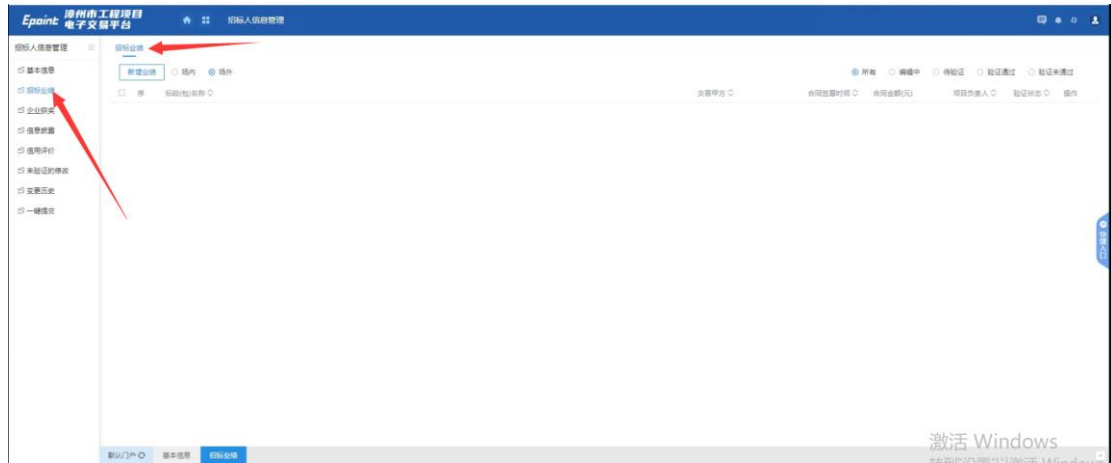 Epoint 漳州市工程项目
电子交易平台
招标人信息管理
招标人信息管理
招标业绩
基本信息
招标业绩
企业获奖
信息披露
信用评价
未验证的修改
变更历史
一键提交
新增业绩 场内 场外
所有 编辑中 待验证 验证通过 验证未通过
序 标段(包)名称 交易甲方 合同签署时间 合同金额(元) 项目负责人 验证状态 操作
快捷入口
激活 Windows
默认门户 基本信息 招标业绩